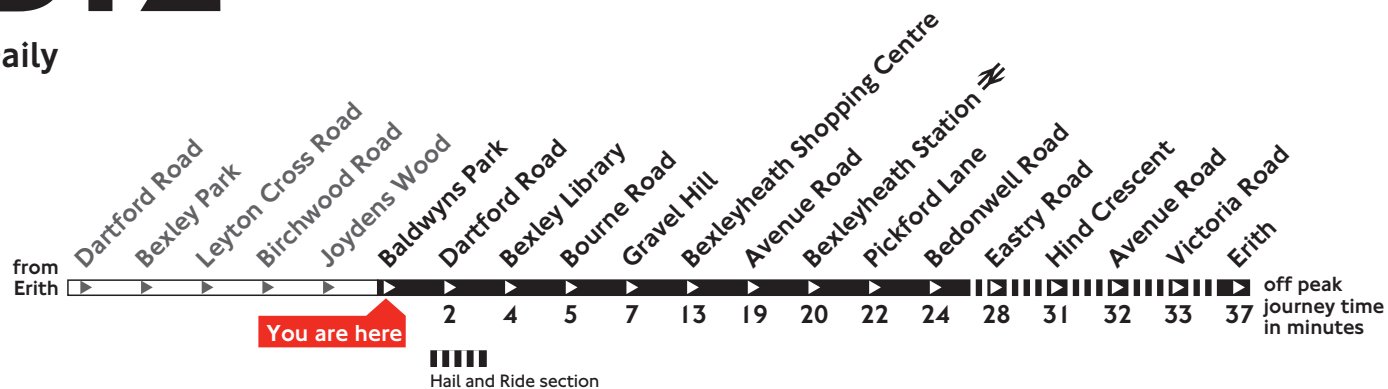 Dartford Road
Bexley Park
Leyton Cross Road
Birchwood Road
Joydens Wood
Baldwyns Park
Dartford Road
Bexley Library
Bourne Road
Gravel Hill
Bexleyheath Shopping Centre
Avenue Road
Bexleyheath Station
Pickford Lane
Bedonwell Road
Eastry Road
Hind Crescent
Avenue Road
Victoria Road
Erith
from
Erith
You are here
2 4 5 7 13 19 20 22 24 28 31 32 33 37
off peak
journey time
in minutes
Hail and Ride section